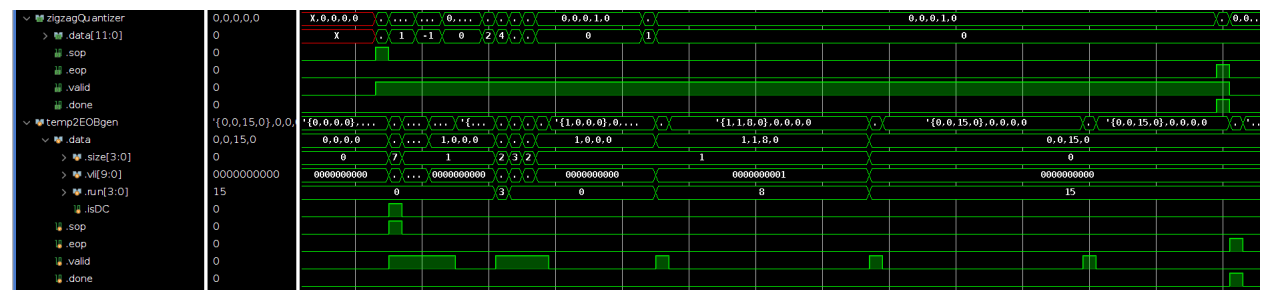 zigzagQuantizer 0,0,0,0,0 X,0,0,0,0 . ... ... 0,... . . . . 0,0,0,1,0 . 0,0,0,1,0 . 0,0..
.data[11:0] 0 X . 1 -1 0 2 4 . . 0 1 0
.sop 0
.eop 0
.valid 0
.done 0
temp2EOBgen '{0,0,15,0},0,0, '{0,0,0,0},... . . ... ... '{... . . . . '{1,0,0,0},0,... . '{1,1,8,0},0,0,0,0 . '{0,0,15,0},0,0,0,0 . '{0,0,15,0},0,0,0,0 . . '..
.data 0,0,15,0 0,0,0,0 . ... 1,0,0,0 . . . 1,0,0,0 1,1,8,0 0,0,15,0
.size[3:0] 0 0 7 1 2 3 2 1 0
.vli[9:0] 0000000000 0000000000 . ... 0000000000 . . . 0000000000 0000000001 0000000000
.run[3:0] 15 0 3 0 8 15
.isDC 0
.sop 0
.eop 0
.valid 0
.done 0